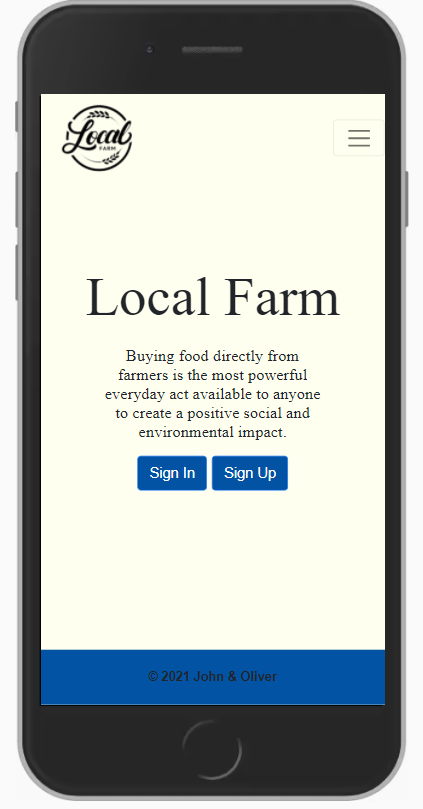 Local
FARM
Local Farm
Buying food directly from
farmers is the most powerful
everyday act available to anyone
to create a positive social and
environmental impact.
Sign In Sign Up
© 2021 John & Oliver